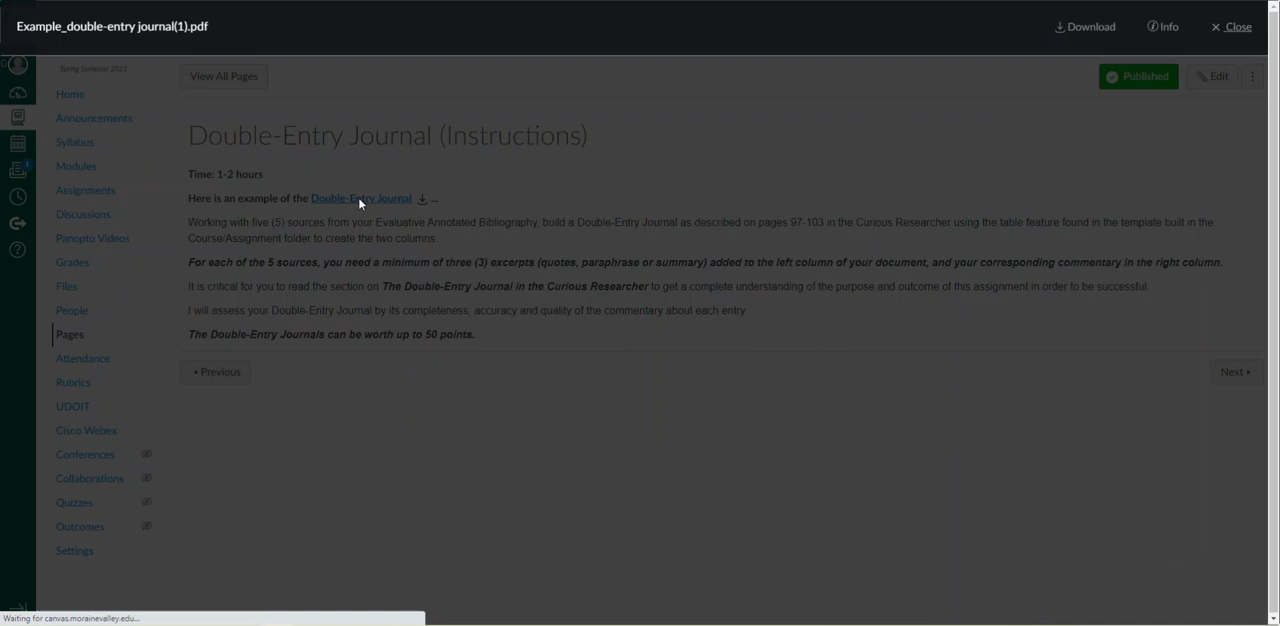 Example_double-entry journal(1).pdf
Download
Info
Close
Spring Semester 2021
View All Pages
Published
Edit
Home
Announcements
Syllabus
Modules
Assignments
Discussions
Panopto Videos
Grades
Files
People
Pages
Attendance
Rubrics
UDOIT
Cisco Webex
Conferences
Collaborations
Quizzes
Outcomes
Settings
Double-Entry Journal (Instructions)
Time: 1-2 hours
Here is an example of the Double-Entry Journal ...
Working with five (5) sources from your Evaluative Annotated Bibliography, build a Double-Entry Journal as described on pages 97-103 in the Curious Researcher using the table feature found in the template built in the
Course/Assignment folder to create the two columns.
For each of the 5 sources, you need a minimum of three (3) excerpts (quotes, paraphrase or summary) added to the left column of your document, and your corresponding commentary in the right column.
It is critical for you to read the section on The Double-Entry Journal in the Curious Researcher to get a complete understanding of the purpose and outcome of this assignment in order to be successful.
I will assess your Double-Entry Journal by its completeness, accuracy and quality of the commentary about each entry.
The Double-Entry Journals can be worth up to 50 points.
Previous
Next
Waiting for canvas.morainevalley.edu...